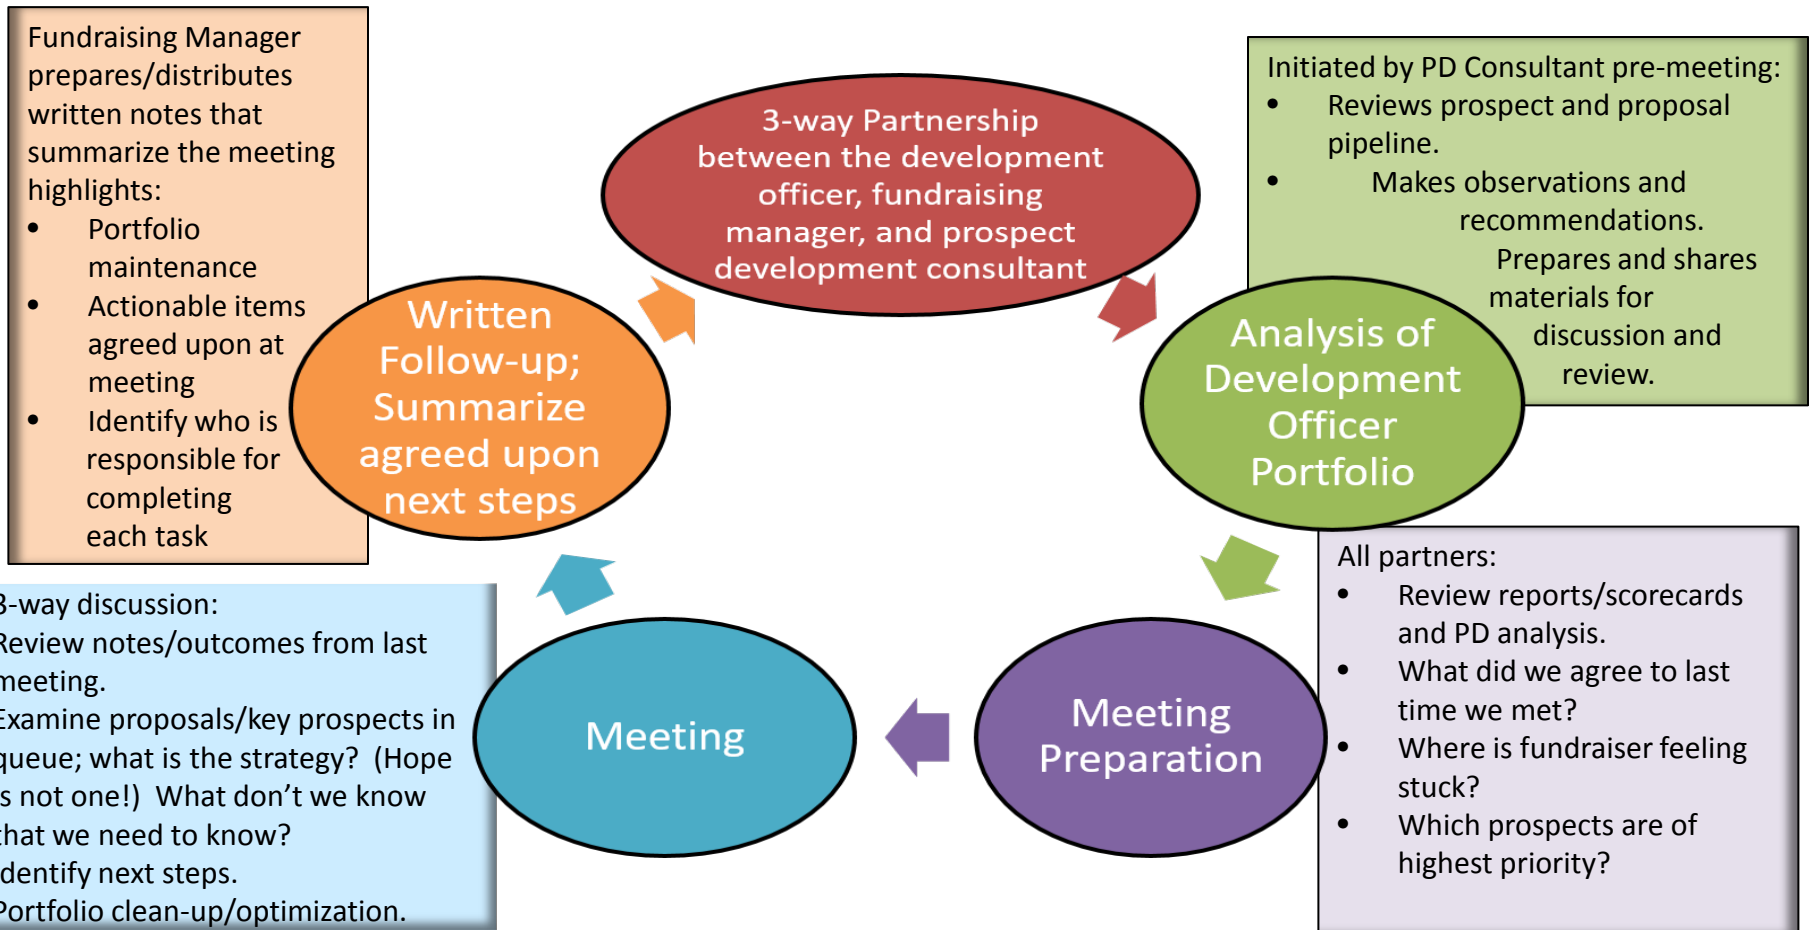 Fundraising Manager
prepares/distributes
written notes that
summarize the meeting
highlights:
• Portfolio
maintenance
• Actionable items
agreed upon at
meeting
• Identify who is
responsible for
completing
each task
3-way Partnership
between the development
officer, fundraising
manager, and prospect
development consultant
Initiated by PD Consultant pre-meeting:
• Reviews prospect and proposal
pipeline.
• Makes observations and
recommendations.
Prepares and shares
materials for
discussion and
review.
Written
Follow-up;
Summarize
agreed upon
next steps
Analysis of
Development
Officer
Portfolio
3-way discussion:
Review notes/outcomes from last
meeting.
Examine proposals/key prospects in
queue; what is the strategy? (Hope
is not one!) What don’t we know
that we need to know?
Identify next steps.
Portfolio clean-up/optimization.
Meeting
Meeting
Preparation
All partners:
• Review reports/scorecards
and PD analysis.
• What did we agree to last
time we met?
• Where is fundraiser feeling
stuck?
• Which prospects are of
highest priority?